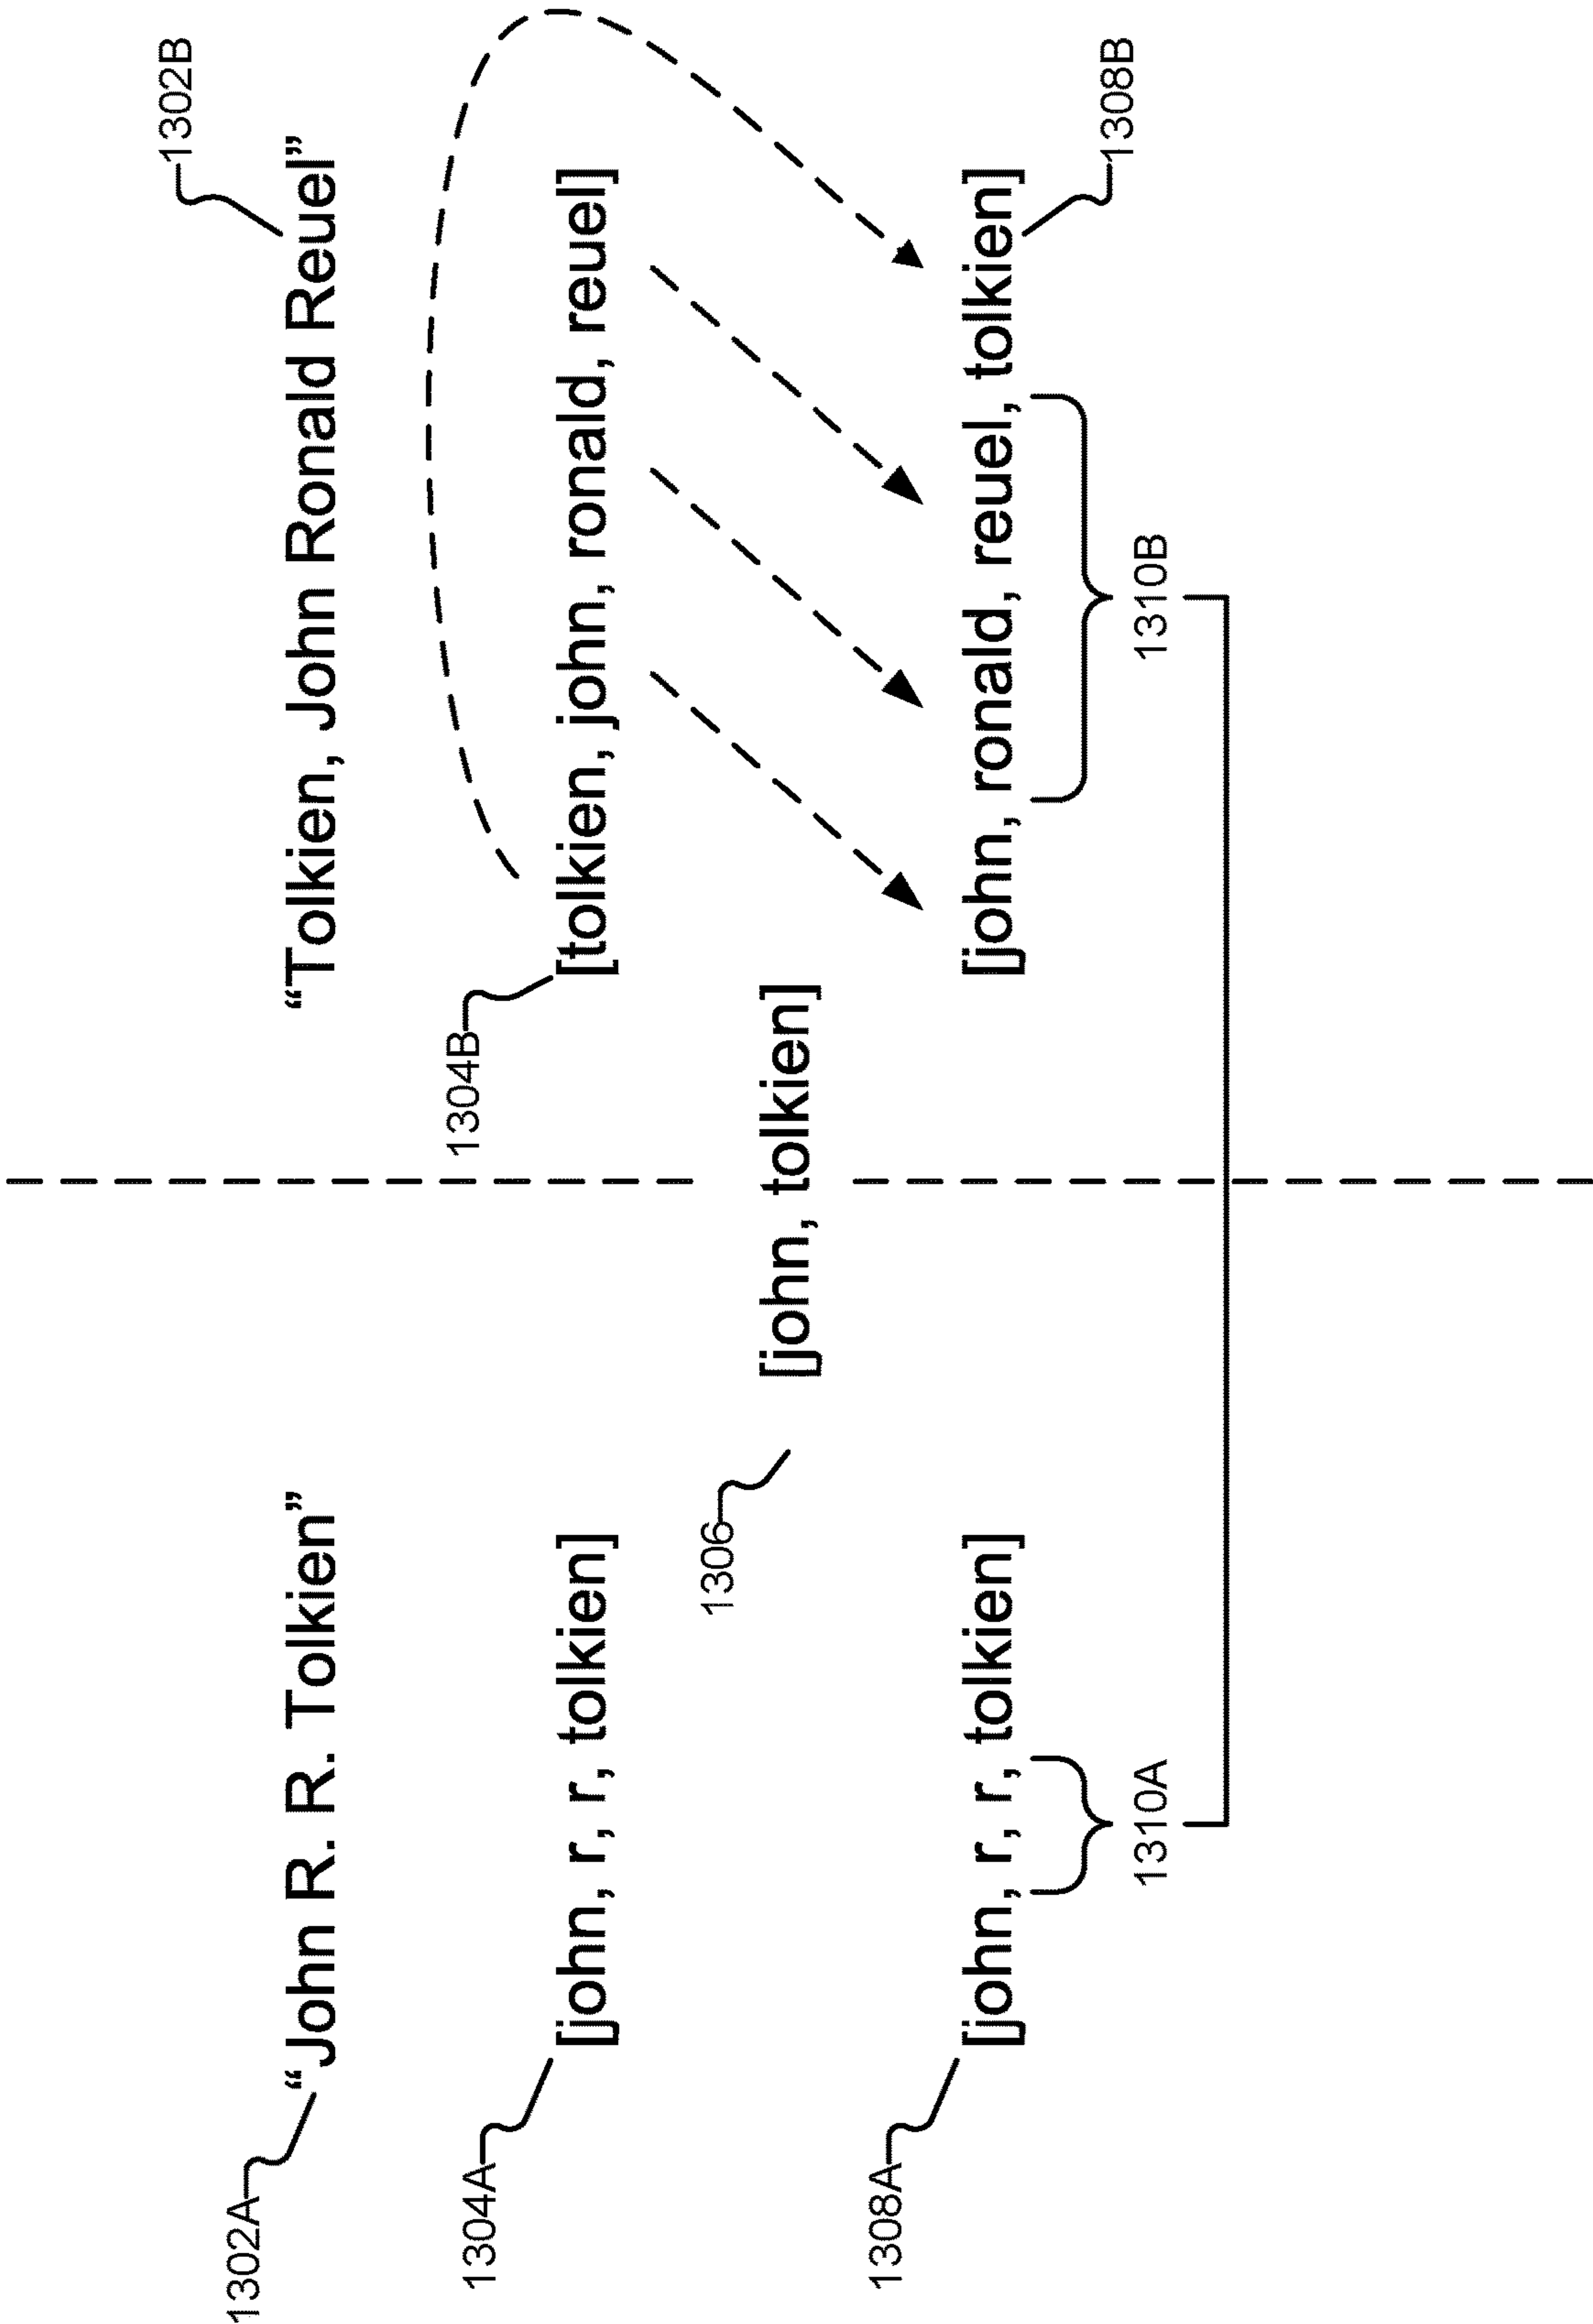 1302A
“John R. R. Tolkien”
1302B
“Tolkien, John Ronald Reuel”
1304A
[john, r, r, tolkien]
1304B
[tolkien, john, ronald, reuel]
1306
[john, tolkien]
1308A
[john, r, r, tolkien]
1308B
[john, ronald, reuel, tolkien]
1310A
1310B